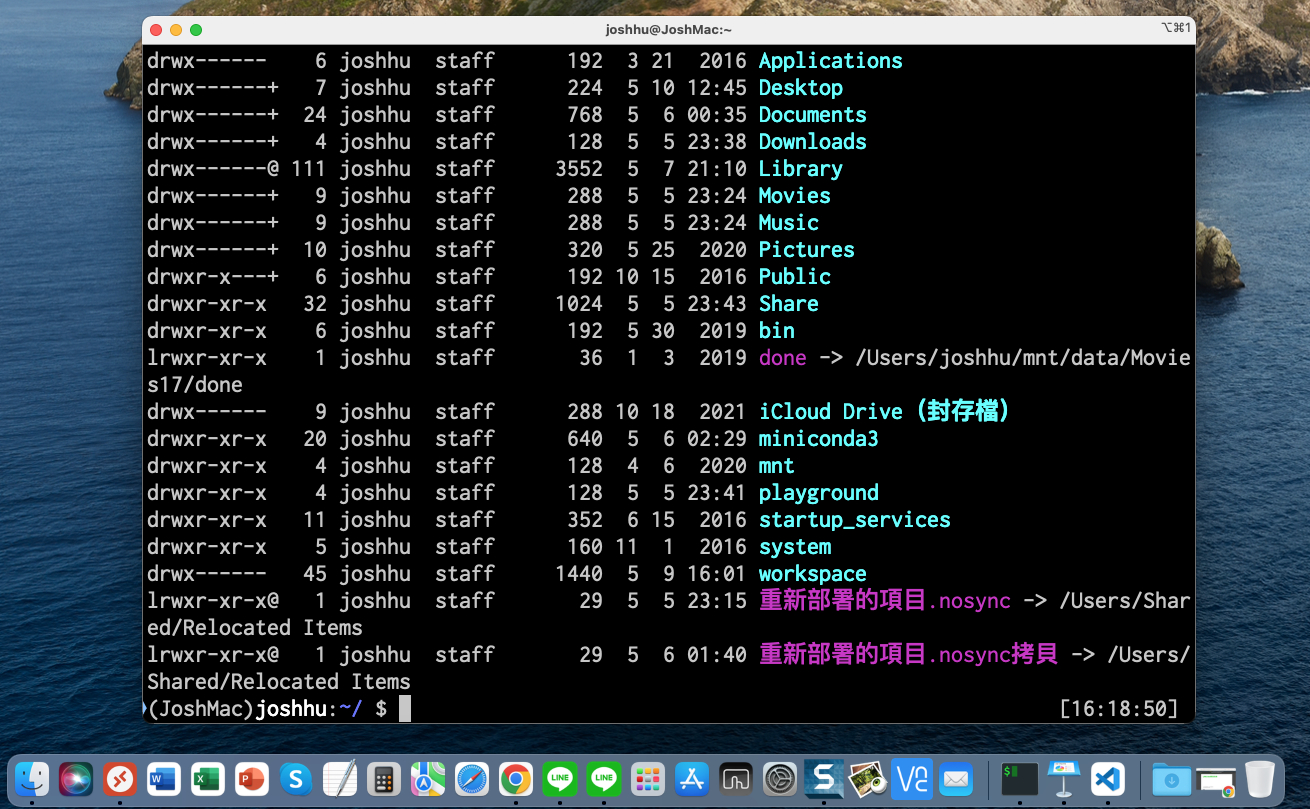 joshhu@JoshMac:~
⌥⌘1
drwx------    6 joshhu  staff      192  3 21  2016 Applications
drwx------+   7 joshhu  staff      224  5 10 12:45 Desktop
drwx------+  24 joshhu  staff      768  5  6 00:35 Documents
drwx------+   4 joshhu  staff      128  5  5 23:38 Downloads
drwx------@ 111 joshhu  staff     3552  5  7 21:10 Library
drwx------+   9 joshhu  staff      288  5  5 23:24 Movies
drwx------+   9 joshhu  staff      288  5  5 23:24 Music
drwx------+  10 joshhu  staff      320  5 25  2020 Pictures
drwxr-x---+   6 joshhu  staff      192 10 15  2016 Public
drwxr-xr-x   32 joshhu  staff     1024  5  5 23:43 Share
drwxr-xr-x    6 joshhu  staff      192  5 30  2019 bin
lrwxr-xr-x    1 joshhu  staff       36  1  3  2019 done -> /Users/joshhu/mnt/data/Movie
s17/done
drwx------    9 joshhu  staff      288 10 18  2021 iCloud Drive（封存檔）
drwxr-xr-x   20 joshhu  staff      640  5  6 02:29 miniconda3
drwxr-xr-x    4 joshhu  staff      128  4  6  2020 mnt
drwxr-xr-x    4 joshhu  staff      128  5  5 23:41 playground
drwxr-xr-x   11 joshhu  staff      352  6 15  2016 startup_services
drwxr-xr-x    5 joshhu  staff      160 11  1  2016 system
drwx------   45 joshhu  staff     1440  5  9 16:01 workspace
lrwxr-xr-x@   1 joshhu  staff       29  5  5 23:15 重新部署的項目.nosync -> /Users/Shar
ed/Relocated Items
lrwxr-xr-x@   1 joshhu  staff       29  5  6 01:40 重新部署的項目.nosync拷貝 -> /Users/
Shared/Relocated Items
(JoshMac)joshhu:~/ $ [16:18:50]
W X P S LINE LINE S VE $